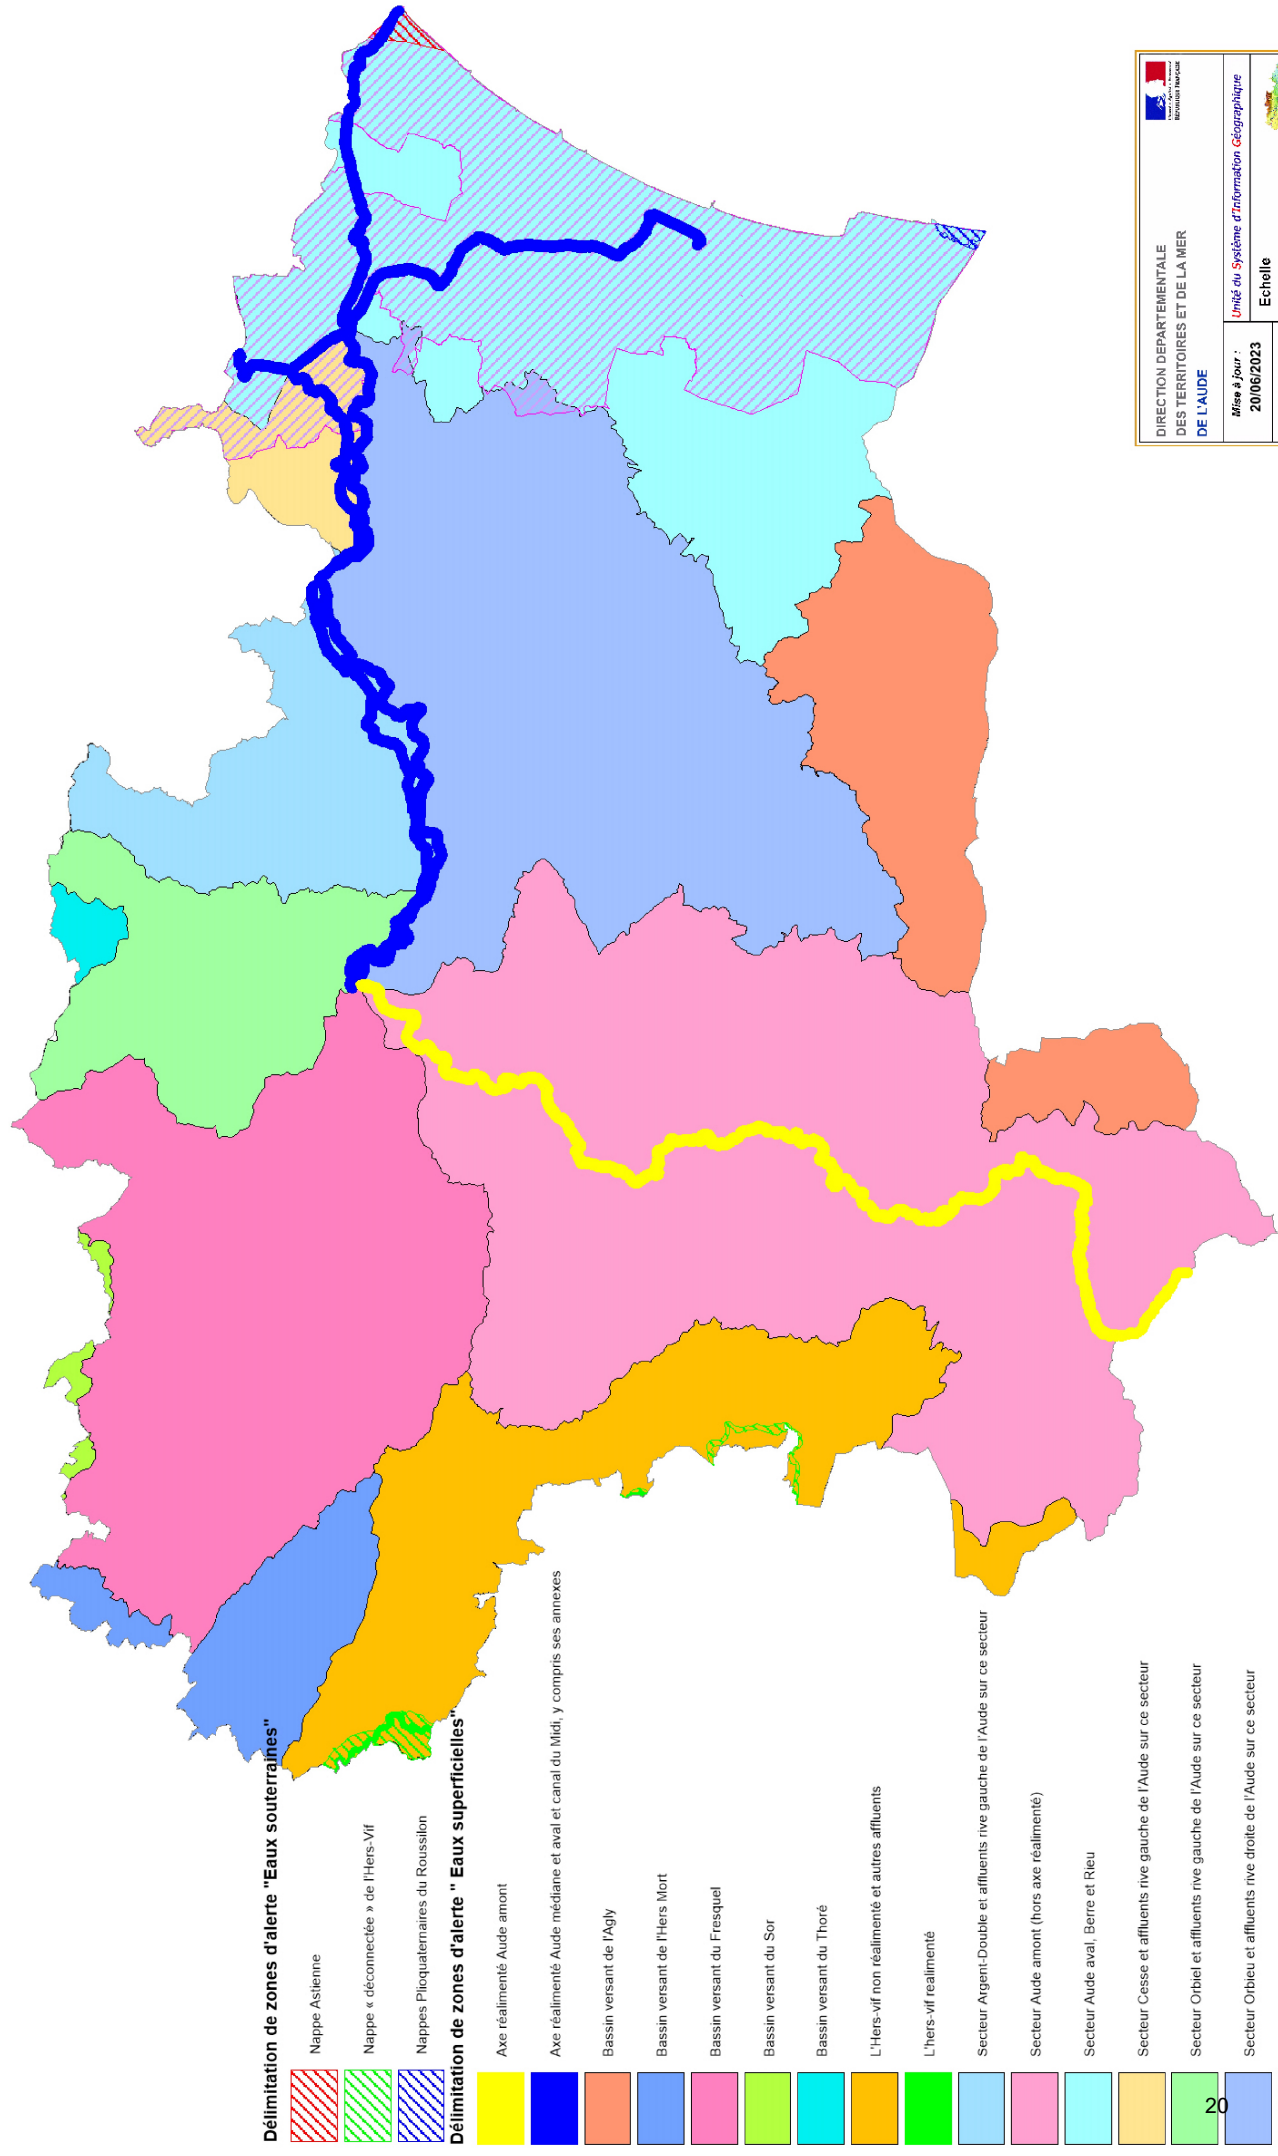 Délimitation de zones d'alerte "Eaux souterraines"
Nappe Astienne
Nappe « déconnectée » de l'Hers-Vif
Nappes Plioquaternaires du Roussilon
Délimitation de zones d'alerte " Eaux superficielles"
Axe réalimenté Aude amont
Axe réalimenté Aude médiane et aval et canal du Midi, y compris ses annexes
Bassin versant de l'Agly
Bassin versant de l'Hers Mort
Bassin versant du Fresquel
Bassin versant du Sor
Bassin versant du Thoré
L'Hers-vif non réalimenté et autres affluents
L'hers-vif realimenté
Secteur Argent-Double et affluents rive gauche de l'Aude sur ce secteur
Secteur Aude amont (hors axe réalimenté)
Secteur Aude aval, Berre et Rieu
Secteur Cesse et affluents rive gauche de l'Aude sur ce secteur
Secteur Orbiel et affluents rive gauche de l'Aude sur ce secteur
Secteur Orbieu et affluents rive droite de l'Aude sur ce secteur
DIRECTION DEPARTEMENTALE
DES TERRITOIRES ET DE LA MER
DE L'AUDE
RÉPUBLIQUE FRANÇAISE
Mise à jour :
20/06/2023
Unité du Système d'Information Géographique
Echelle
20